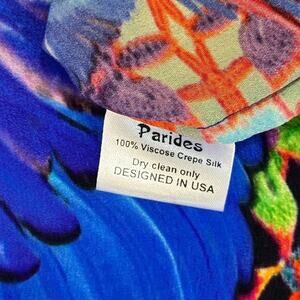 Parides
100% Viscose Crepe Silk
Dry clean only
DESIGNED IN USA